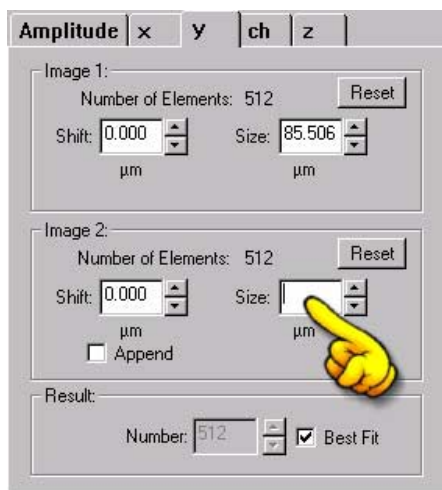 Amplitude x y ch z
Image 1:
Number of Elements: 512 Reset
Shift: 0.000 Size: 85.506
µm µm
Image 2:
Number of Elements: 512 Reset
Shift: 0.000 Size:
µm µm
Append
Result:
Number: 512 Best Fit